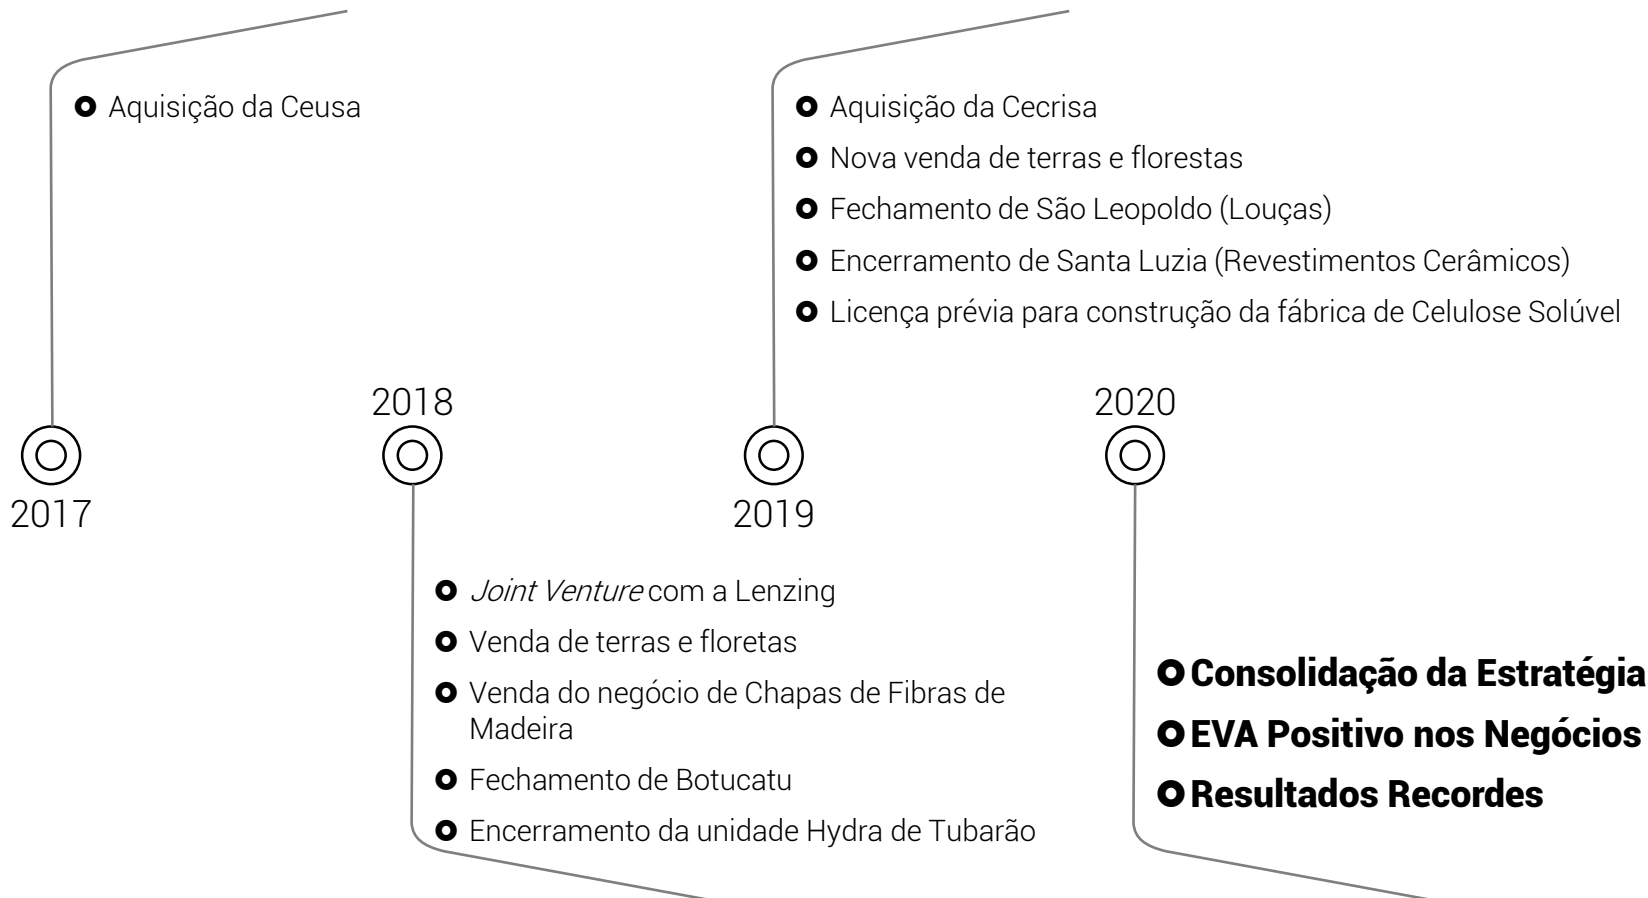 2017
Aquisição da Ceusa
2018
Joint Venture com a Lenzing
Venda de terras e floretas
Venda do negócio de Chapas de Fibras de
Madeira
Fechamento de Botucatu
Encerramento da unidade Hydra de Tubarão
2019
Aquisição da Cecrisa
Nova venda de terras e florestas
Fechamento de São Leopoldo (Louças)
Encerramento de Santa Luzia (Revestimentos Cerâmicos)
Licença prévia para construção da fábrica de Celulose Solúvel
2020
Consolidação da Estratégia
EVA Positivo nos Negócios
Resultados Recordes